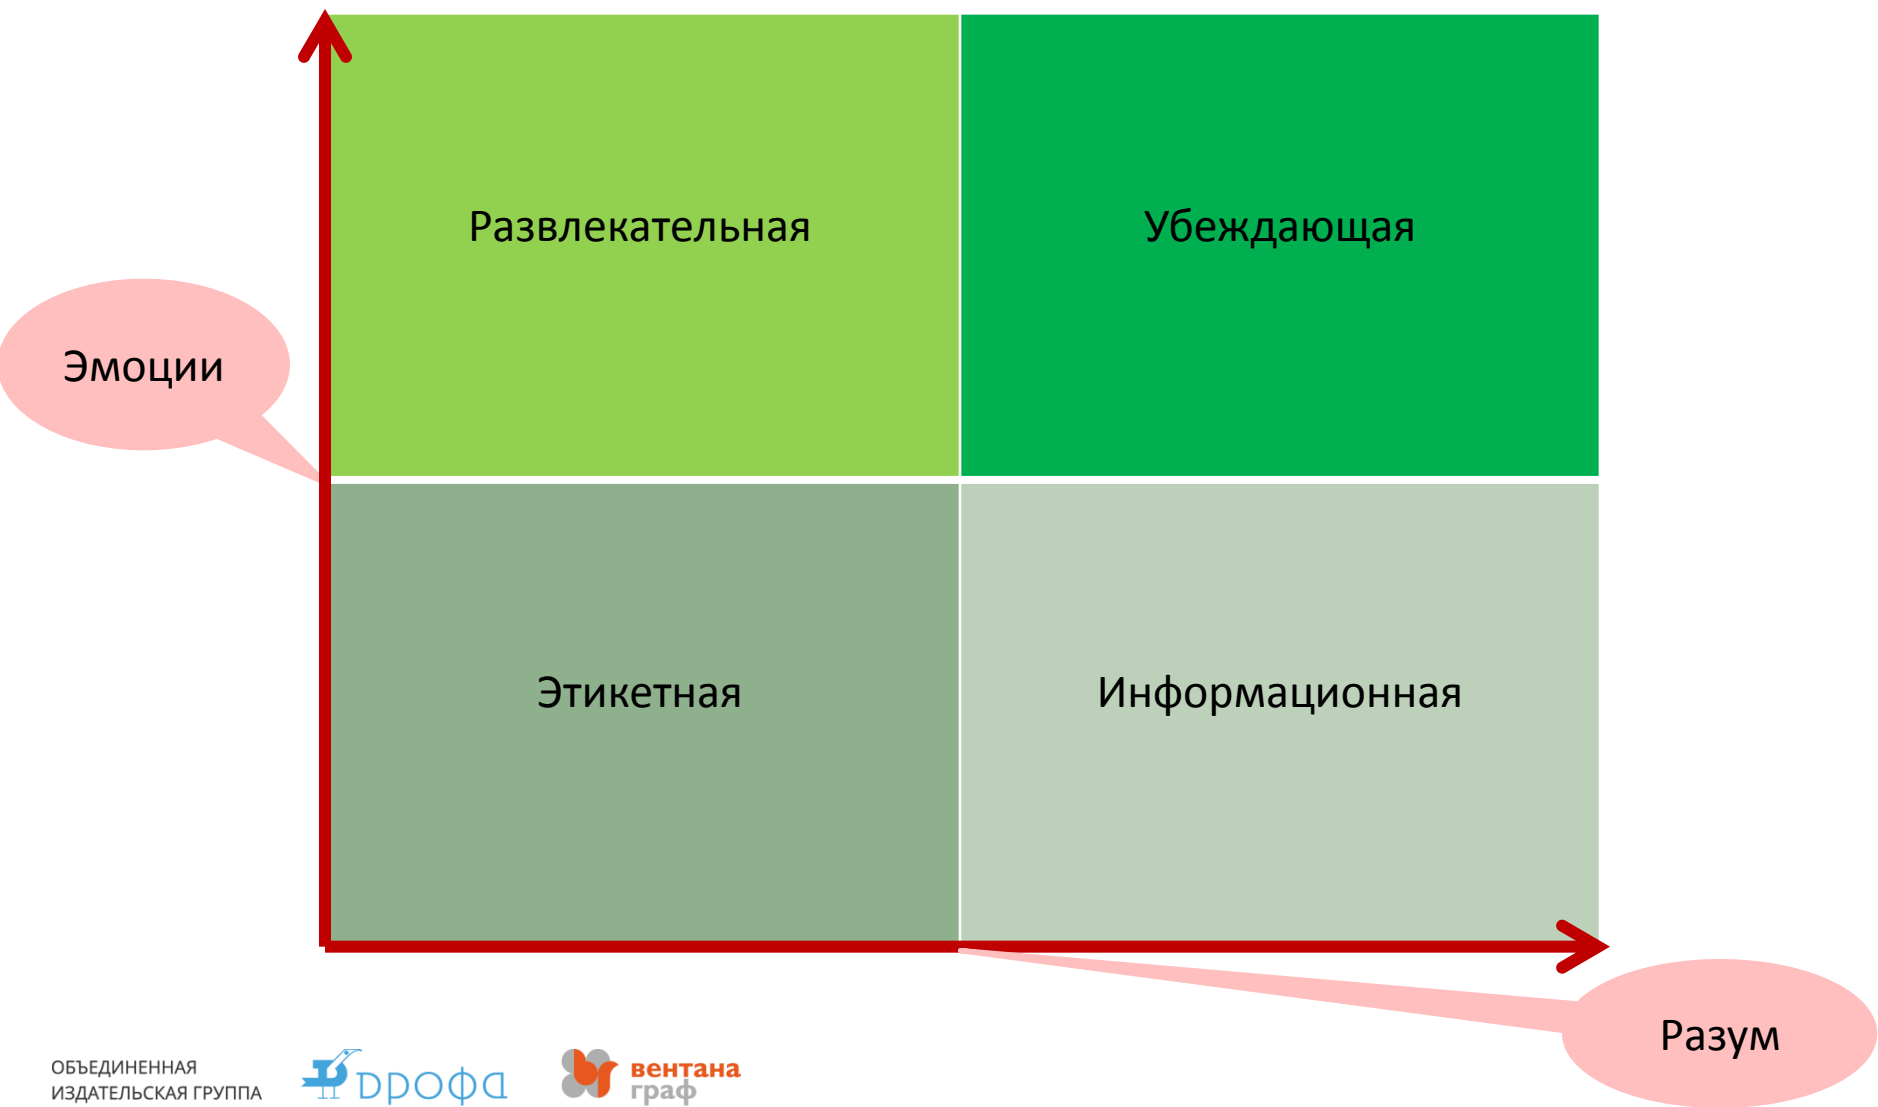 Развлекательная
Убеждающая
Эмоции
Этикетная
Информационная
Разум
ОБЪЕДИНЕННАЯ
ИЗДАТЕЛЬСКАЯ ГРУППА
дрофа
вентана
граф